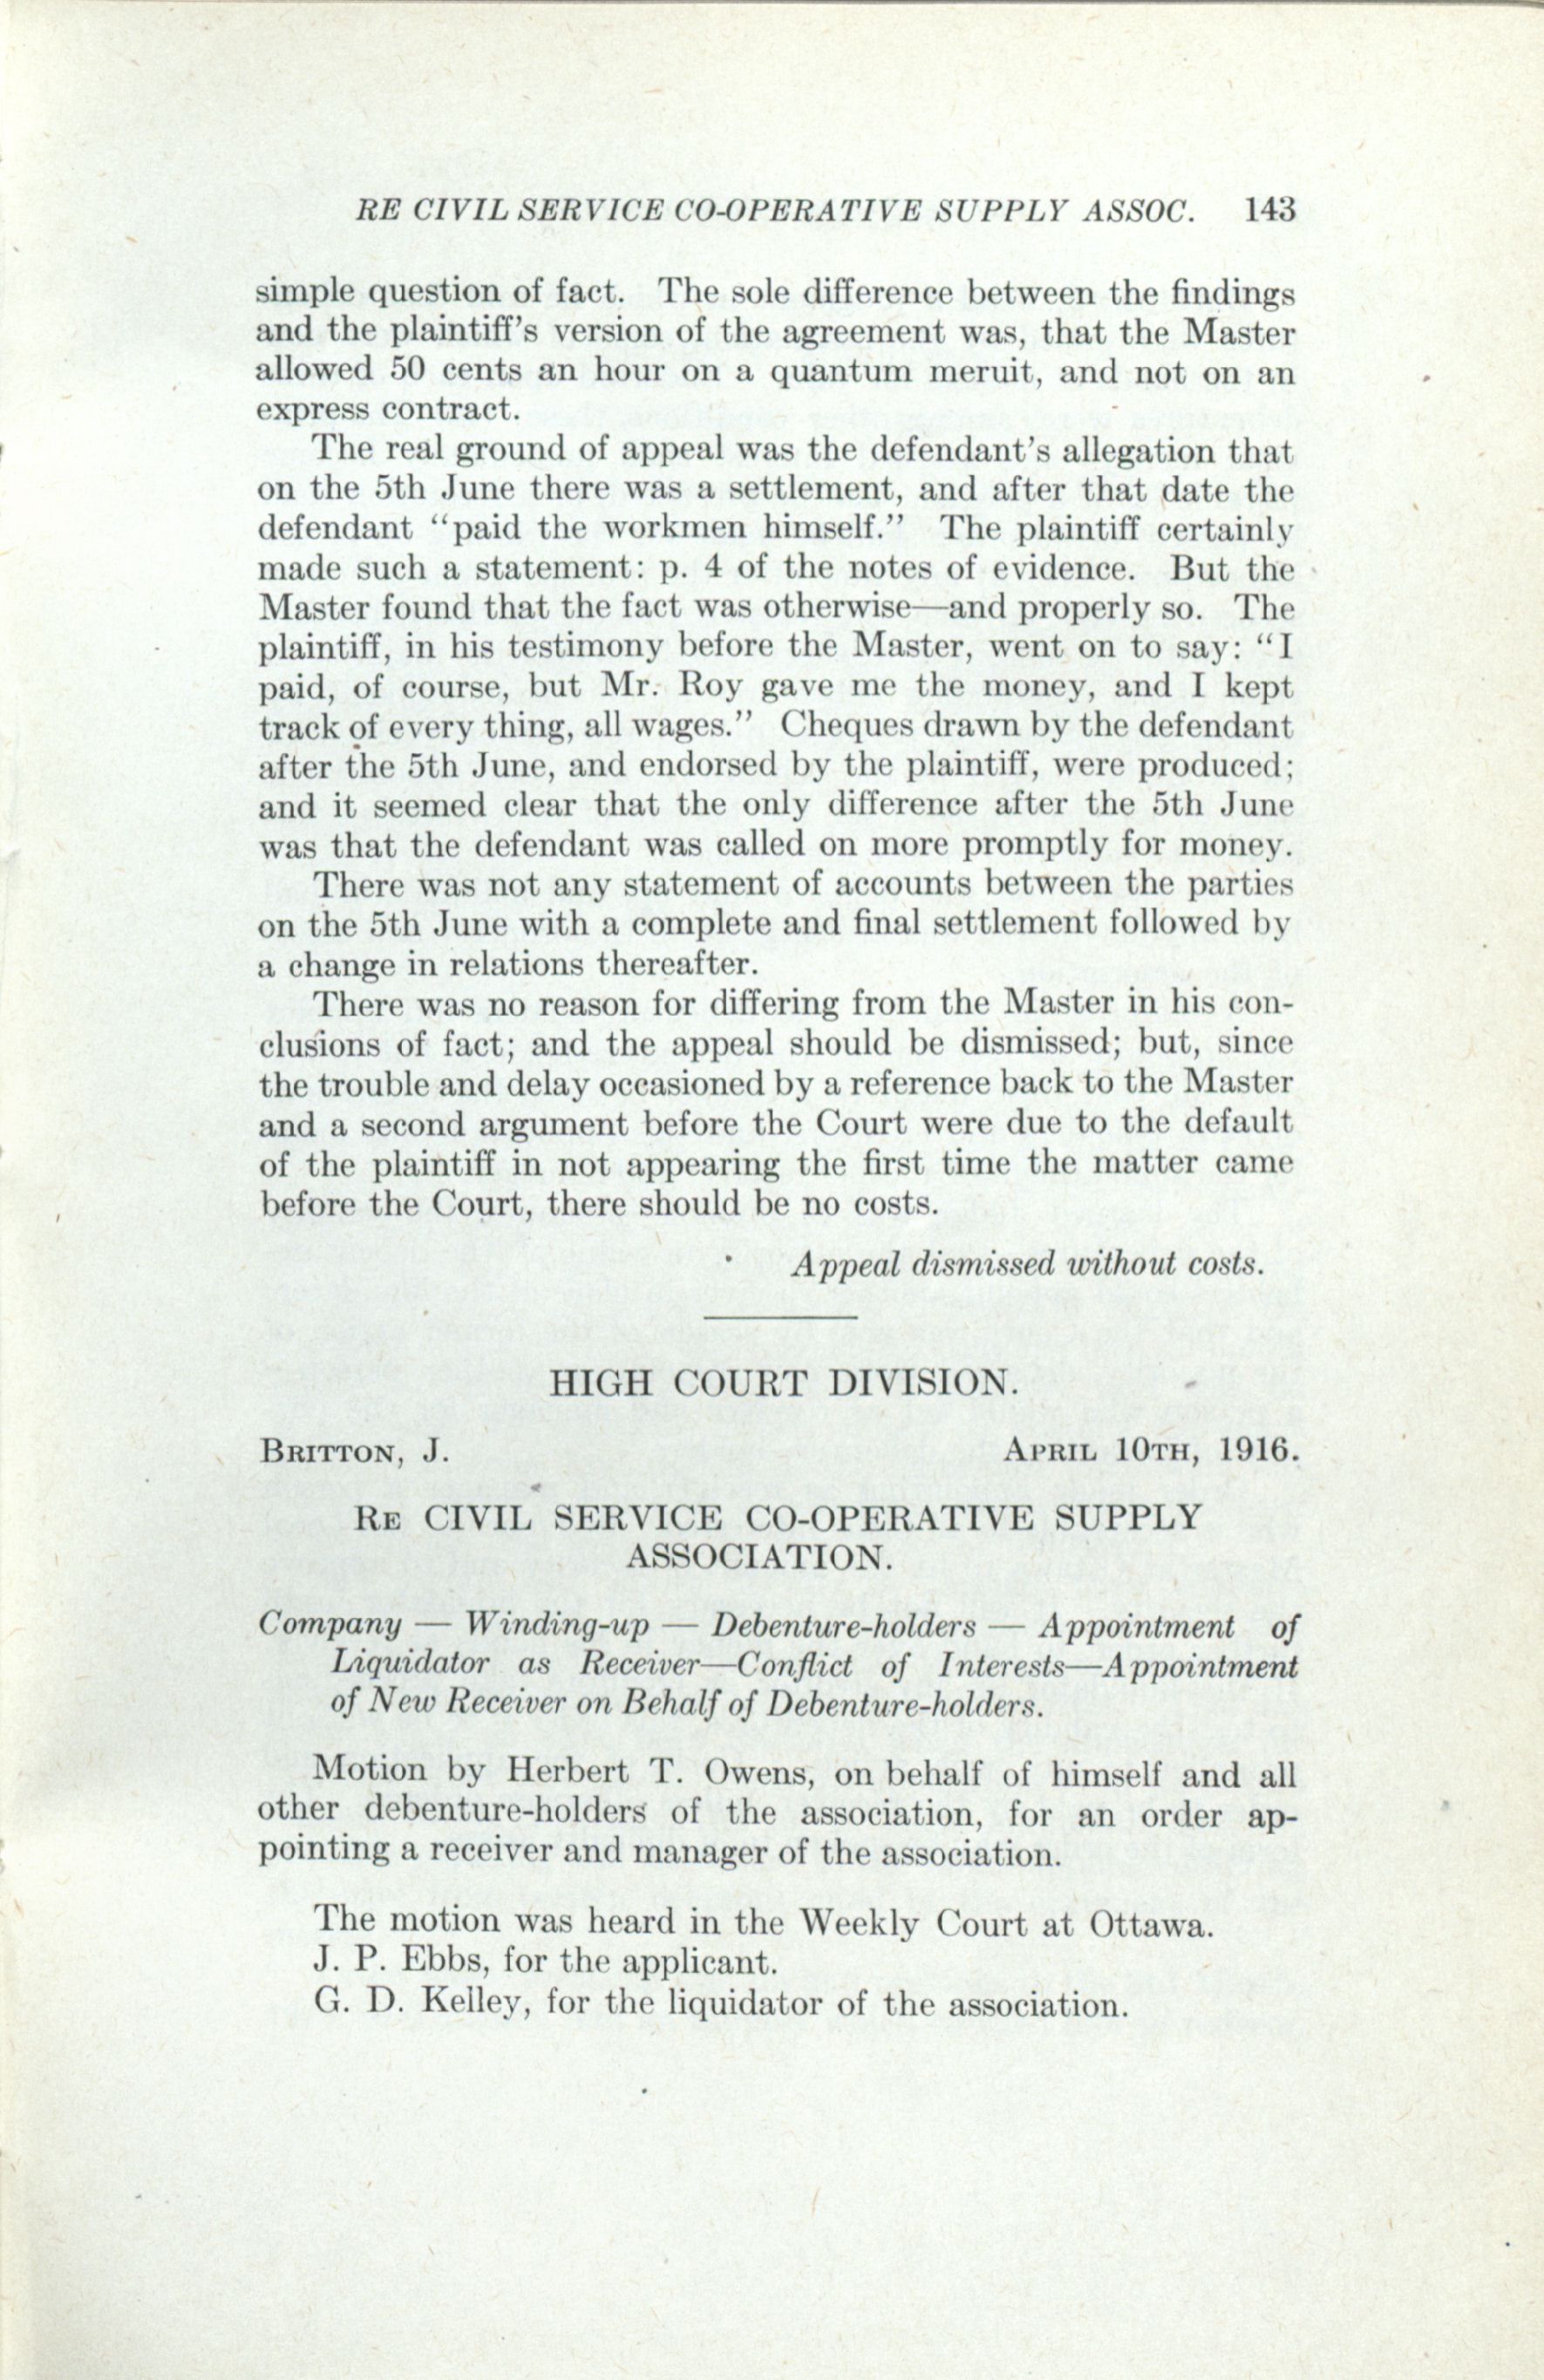 RE CIVIL SERVICE CO-OPERATIVE SUPPLY ASSOC. 143
simple question of fact. The sole difference between the findings
and the plaintiff's version of the agreement was, that the Master
allowed 50 cents an hour on a quantum meruit, and not on an
express contract.
The real ground of appeal was the defendant's allegation that
on the 5th June there was a settlement, and after that date the
defendant "paid the workmen himself." The plaintiff certainly
made such a statement: p. 4 of the notes of evidence. But the
Master found that the fact was otherwise—and properly so. The
plaintiff, in his testimony before the Master, went on to say: "I
paid, of course, but Mr. Roy gave me the money, and I kept
track of every thing, all wages." Cheques drawn by the defendant
after the 5th June, and endorsed by the plaintiff, were produced;
and it seemed clear that the only difference after the 5th June
was that the defendant was called on more promptly for money.
There was not any statement of accounts between the parties
on the 5th June with a complete and final settlement followed by
a change in relations thereafter.
There was no reason for differing from the Master in his con-
clusions of fact; and the appeal should be dismissed; but, since
the trouble and delay occasioned by a reference back to the Master
and a second argument before the Court were due to the default
of the plaintiff in not appearing the first time the matter came
before the Court, there should be no costs.
Appeal dismissed without costs.
HIGH COURT DIVISION.
BRITTON, J. APRIL 10TH, 1916.
RE CIVIL SERVICE CO-OPERATIVE SUPPLY
ASSOCIATION.
Company — Winding-up — Debenture-holders — Appointment of
Liquidator as Receiver—Conflict of Interests—Appointment
of New Receiver on Behalf of Debenture-holders.
Motion by Herbert T. Owens, on behalf of himself and all
other debenture-holders of the association, for an order ap-
pointing a receiver and manager of the association.
The motion was heard in the Weekly Court at Ottawa.
J. P. Ebbs, for the applicant.
G. D. Kelley, for the liquidator of the association.